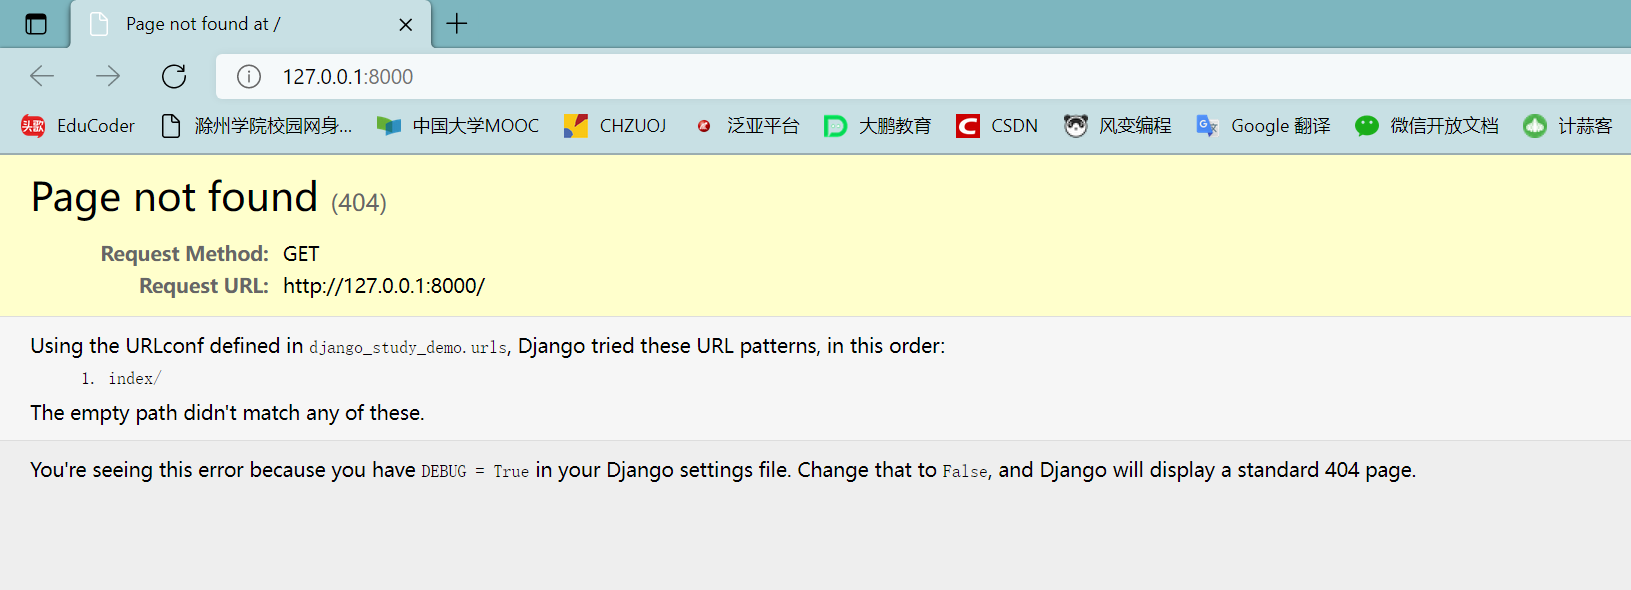 Page not found at /
127.0.0.1:8000
头歌 EduCoder 滁州学院校园网身... 中国大学MOOC CHZUOJ 泛亚平台 大鹏教育 CSDN 风变编程 Google 翻译 微信开放文档 计蒜客
Page not found (404)
Request Method: GET
Request URL: http://127.0.0.1:8000/
Using the URLconf defined in django_study_demo.urls, Django tried these URL patterns, in this order:
1. index/
The empty path didn't match any of these.
You're seeing this error because you have DEBUG = True in your Django settings file. Change that to False, and Django will display a standard 404 page.